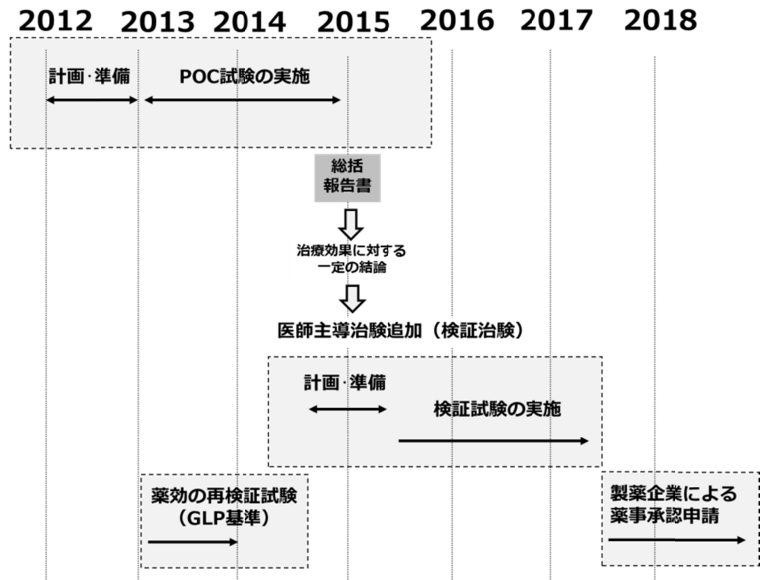 2012 2013 2014 2015 2016 2017 2018
計画・準備
POC試験の実施
総括
報告書
治療効果に対する
一定の結論
医師主導治験追加（検証治験）
計画・準備
検証試験の実施
薬効の再検証試験
（GLP基準）
製薬企業による
薬事承認申請